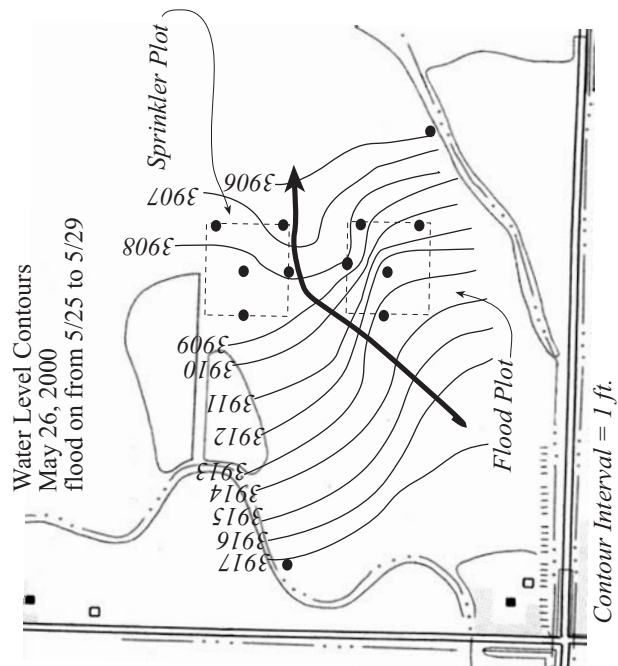 Water Level Contours
May 26, 2000
flood on from 5/25 to 5/29
Sprinkler Plot
3906
3907
3908
3909
3910
3911
3912
3913
3914
3915
3916
3917
Flood Plot
Contour Interval = 1 ft.